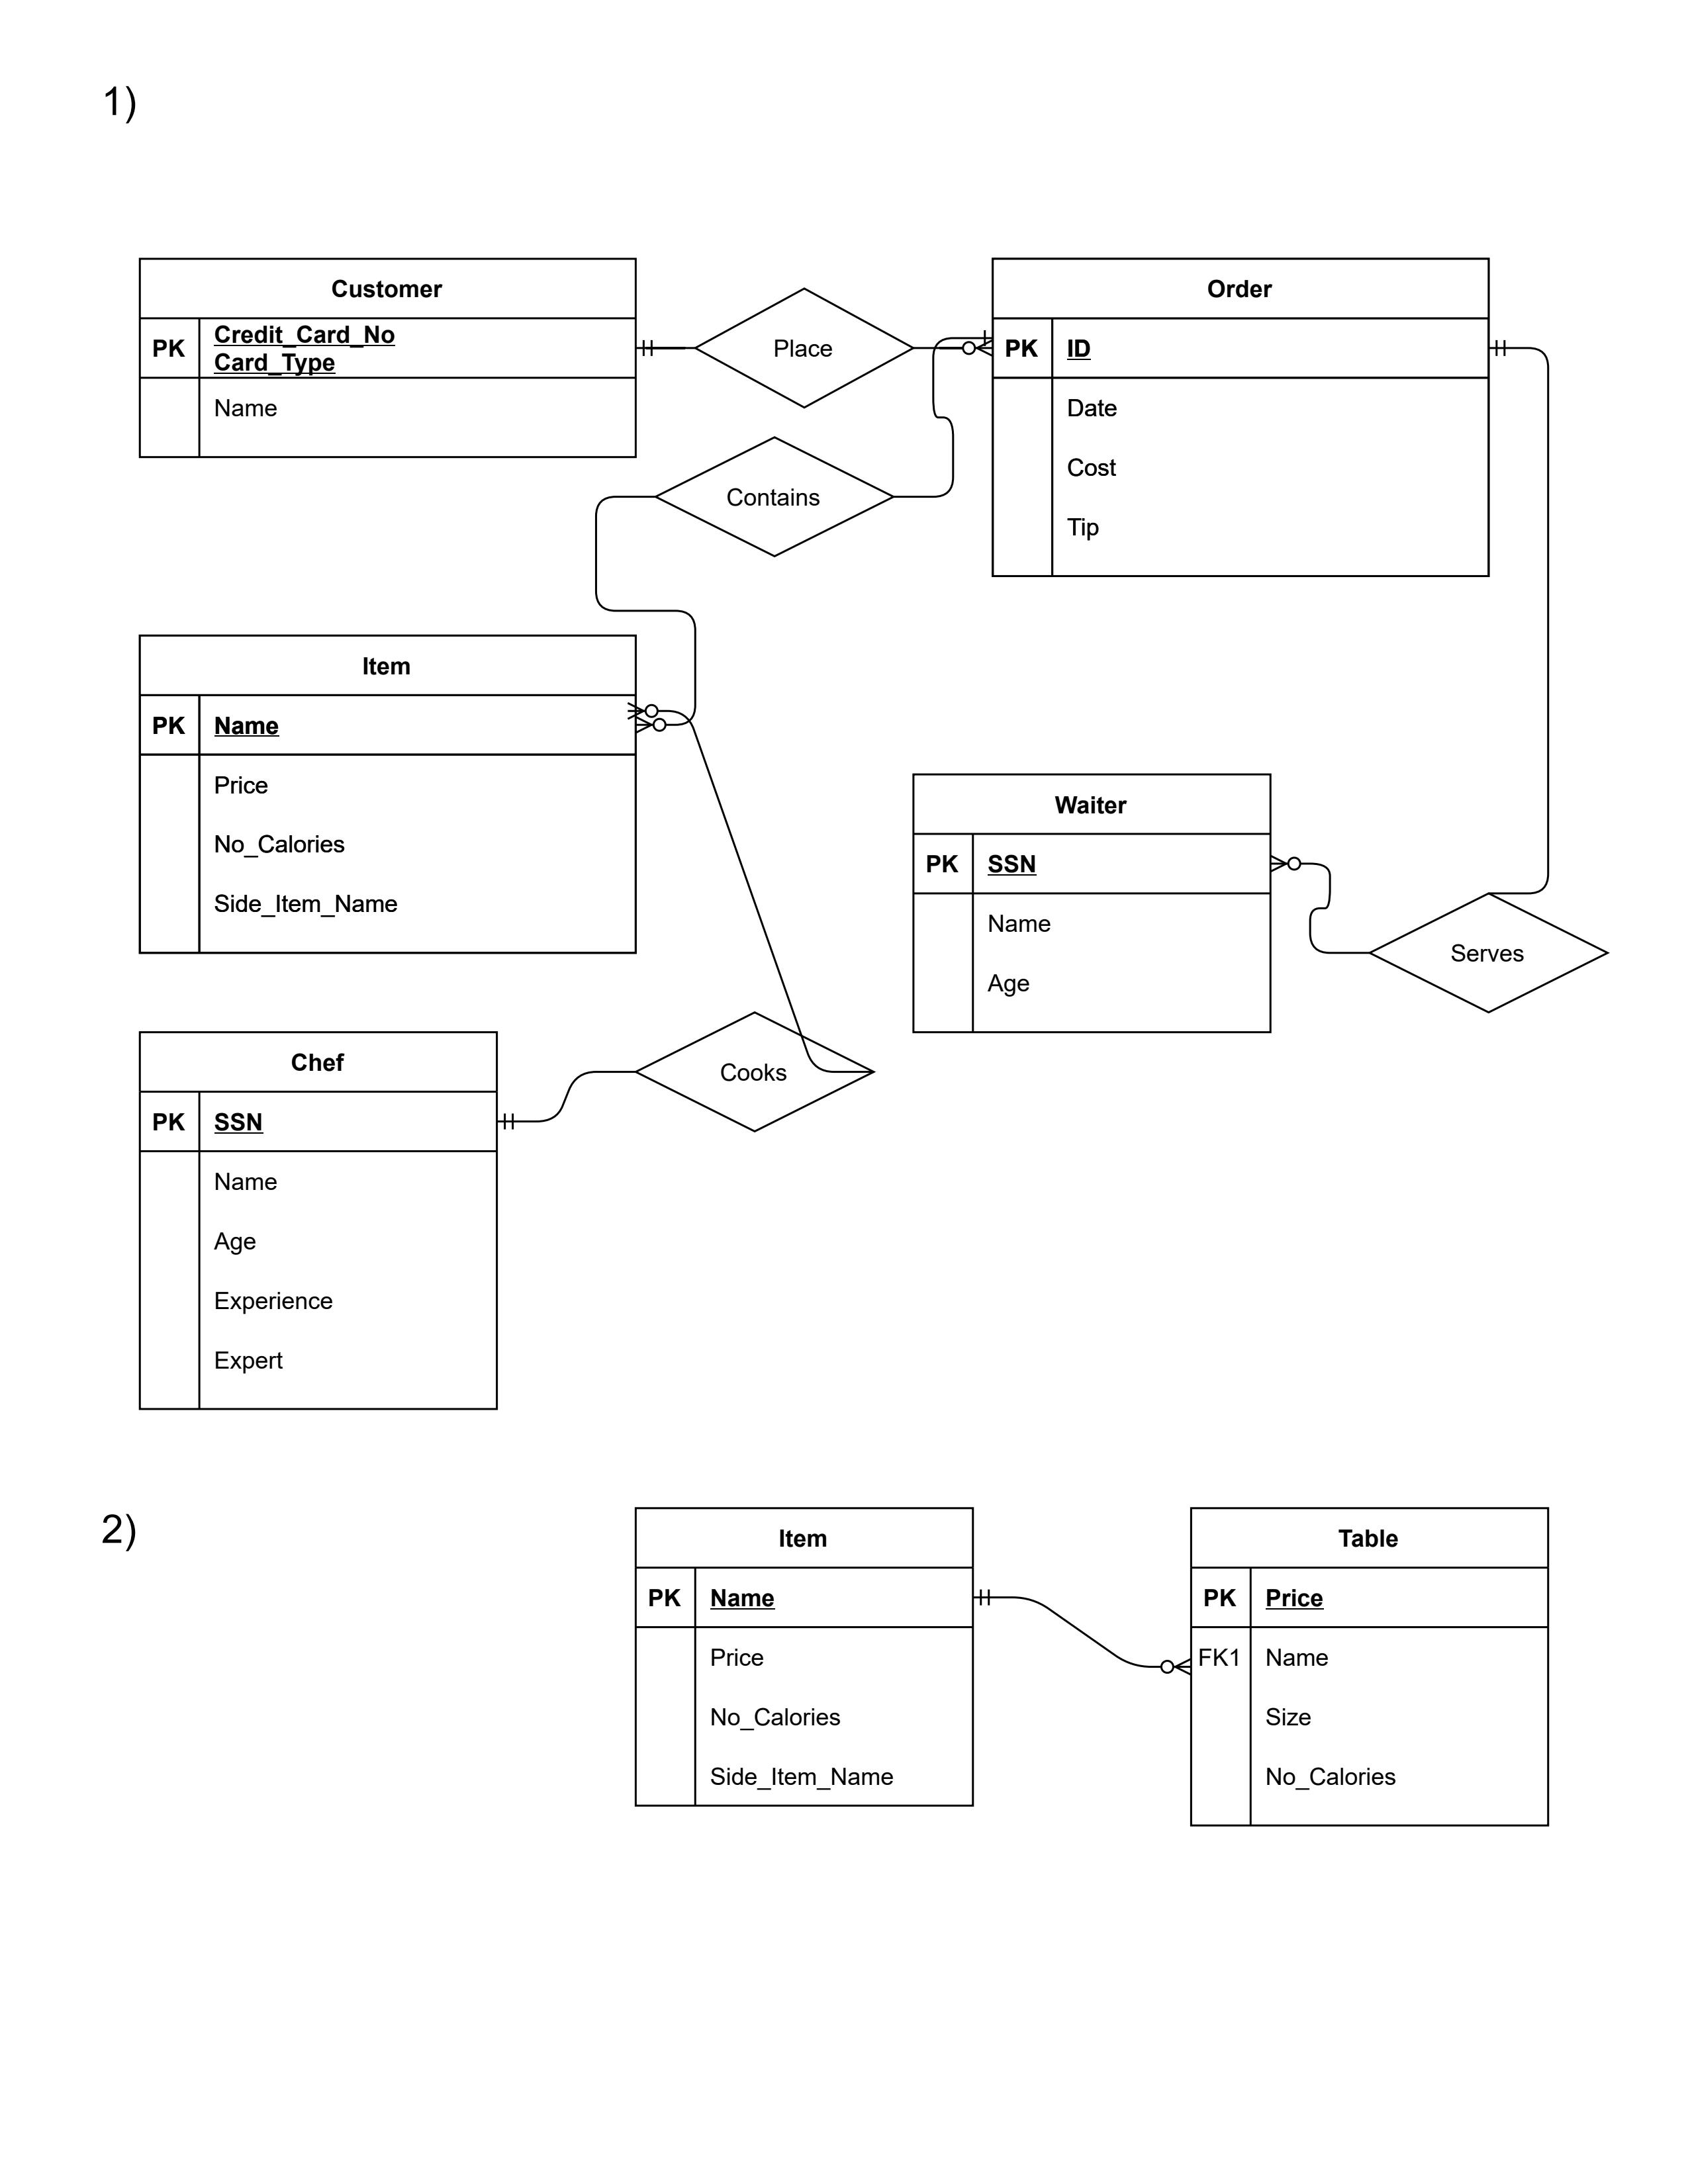 1)
Customer
PK
Credit_Card_No
Card_Type
Name
Place
Order
PK
ID
Date
Cost
Tip
Contains
Item
PK
Name
Price
No_Calories
Side_Item_Name
Waiter
PK
SSN
Name
Age
Serves
Chef
PK
SSN
Name
Age
Experience
Expert
Cooks
2)
Item
PK
Name
Price
No_Calories
Side_Item_Name
Table
PK
Price
FK1
Name
Size
No_Calories